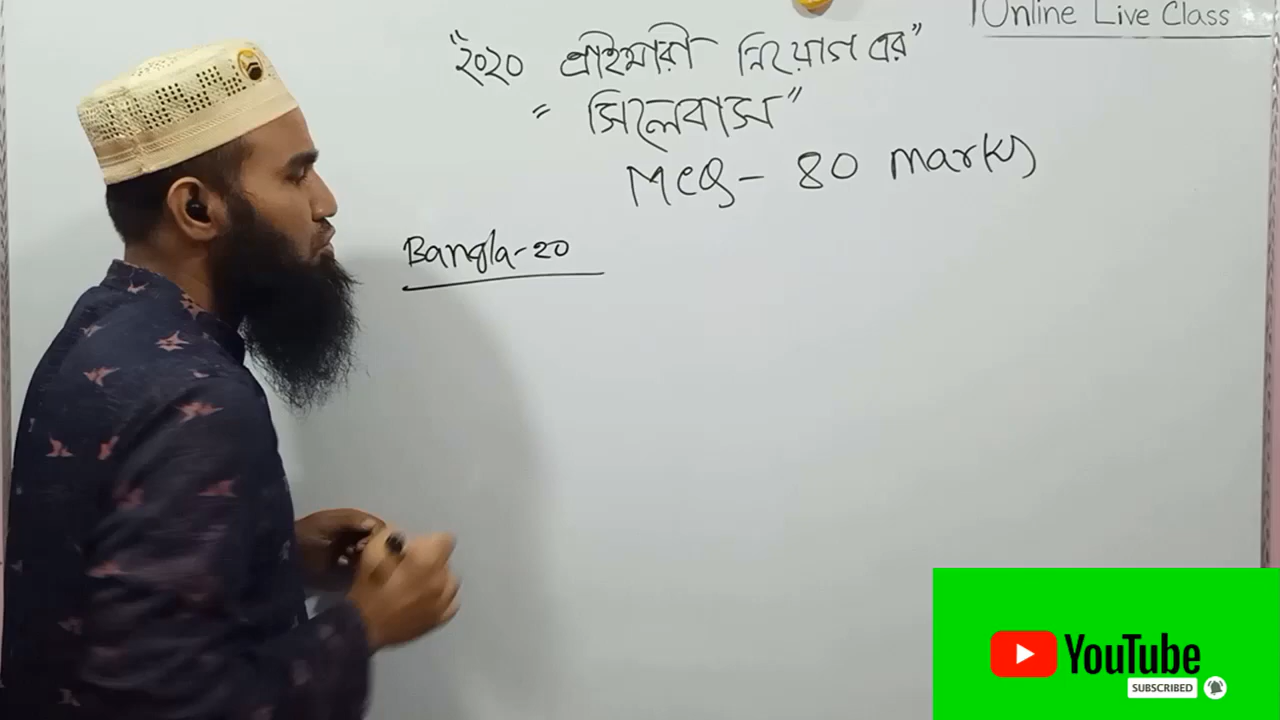 Online Live Class
"২০২০ প্রাইমারী নিয়োগ এর"
= সিলেবাস"
MCQ - 80 marks
Bangla - 20
YouTube
SUBSCRIBED